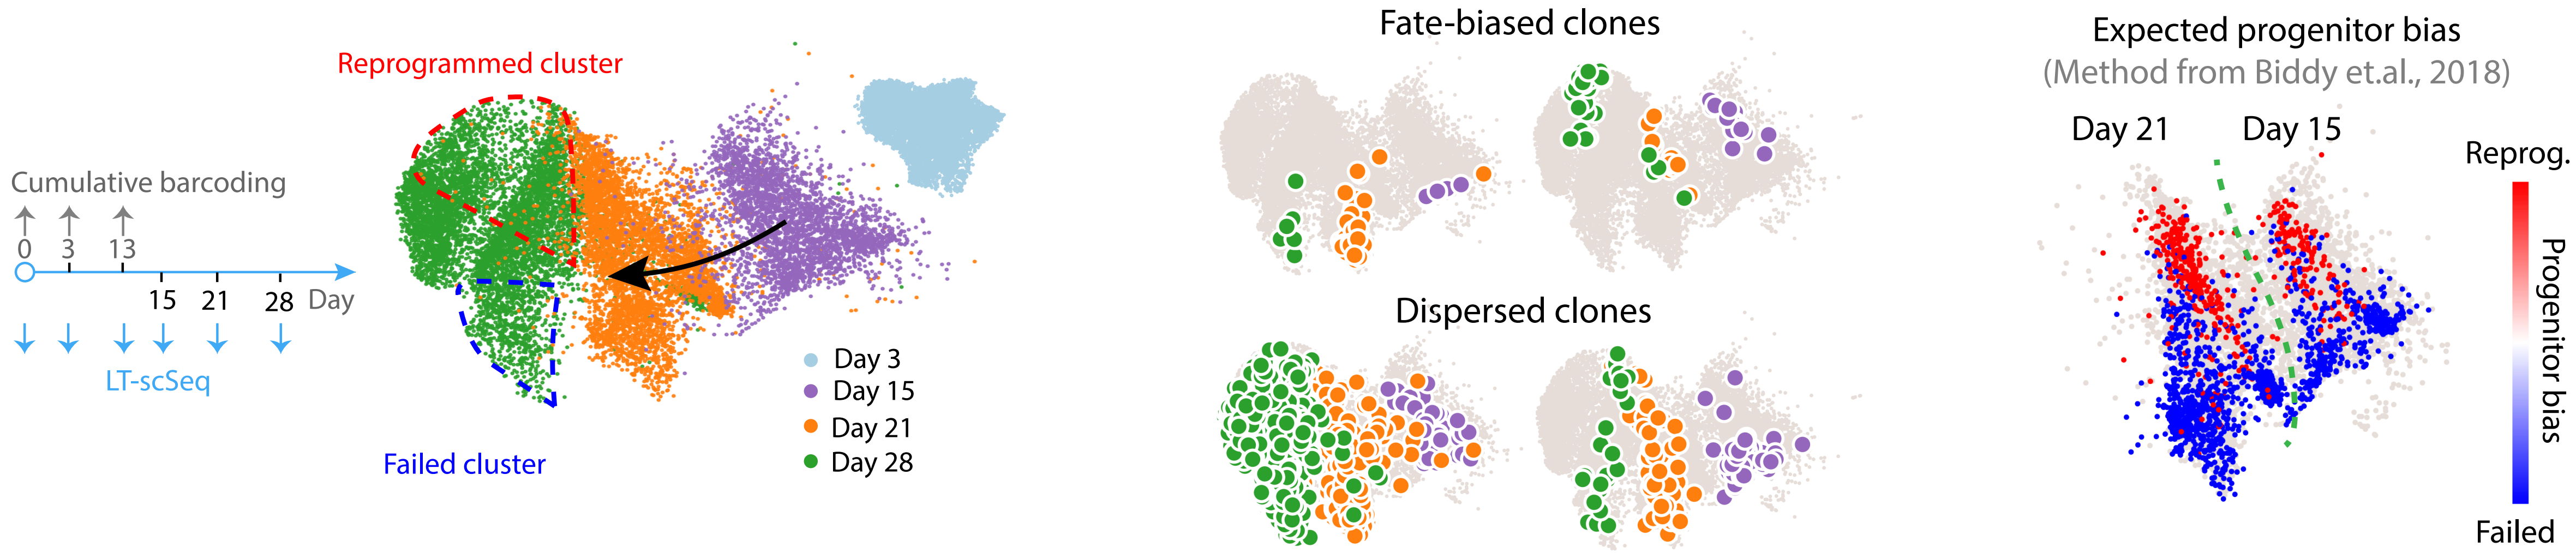 Cumulative barcoding
0 3 13
15 21 28 Day
LT-scSeq
Reprogrammed cluster
Failed cluster
Day 3
Day 15
Day 21
Day 28
Fate-biased clones
Dispersed clones
Expected progenitor bias
(Method from Biddy et.al., 2018)
Day 21 Day 15
Reprog.
Progenitor bias
Failed